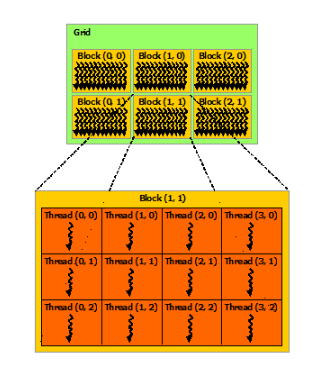 Grid
Block (0, 0) Block (1, 0) Block (2, 0)
Block (0, 1) Block (1, 1) Block (2, 1)
Block (1, 1)
Thread (0, 0) Thread (1, 0) Thread (2, 0) Thread (3, 0)
Thread (0, 1) Thread (1, 1) Thread (2, 1) Thread (3, 1)
Thread (0, 2) Thread (1, 2) Thread (2, 2) Thread (3, 2)